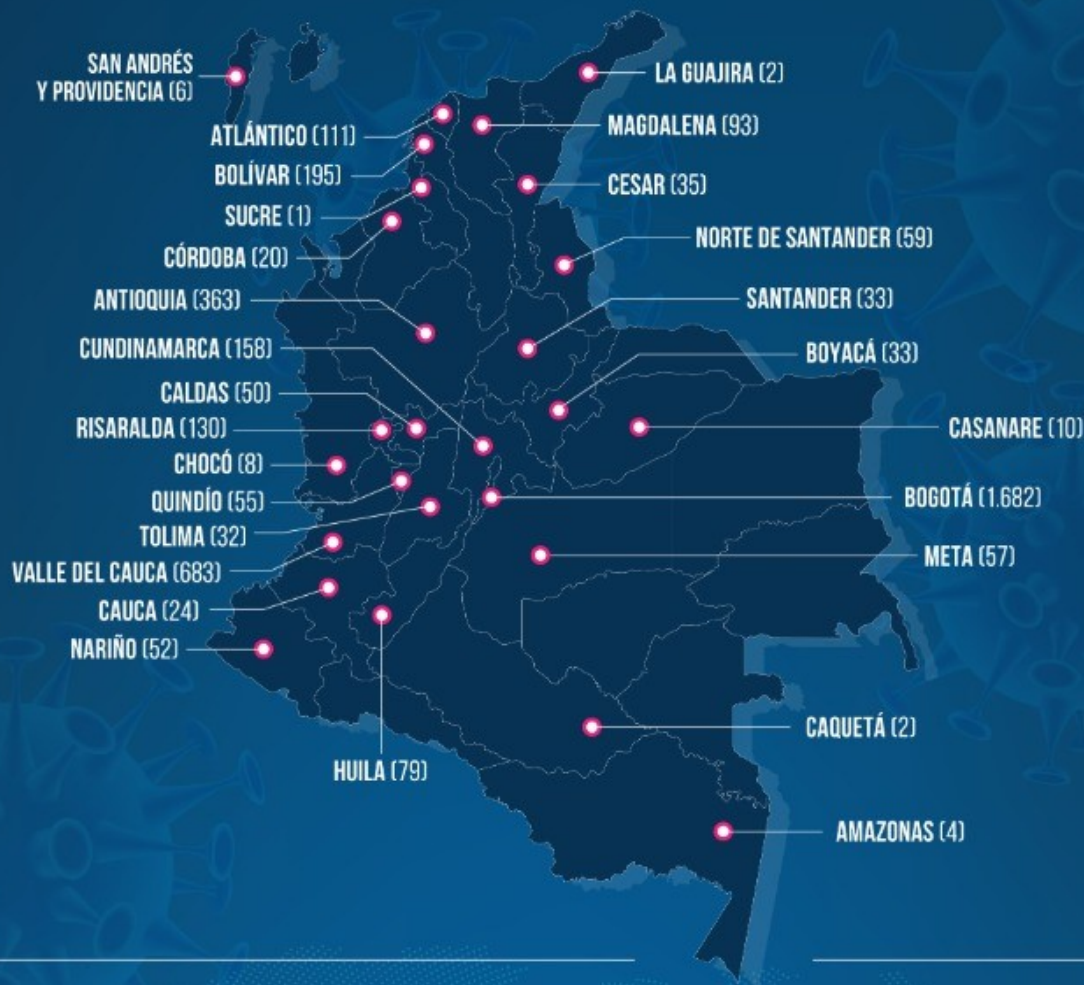 SAN ANDRÉS
Y PROVIDENCIA (6)
LA GUAJIRA (2)
ATLÁNTICO (111)
MAGDALENA (93)
BOLÍVAR (195)
CESAR (35)
SUCRE (1)
NORTE DE SANTANDER (59)
CÓRDOBA (20)
ANTIOQUIA (363)
SANTANDER (33)
CUNDINAMARCA (158)
BOYACÁ (33)
CALDAS (50)
RISARALDA (130)
CASANARE (10)
CHOCÓ (8)
QUINDÍO (55)
BOGOTÁ (1.682)
TOLIMA (32)
META (57)
VALLE DEL CAUCA (683)
CAUCA (24)
NARIÑO (52)
CAQUETÁ (2)
HUILA (79)
AMAZONAS (4)